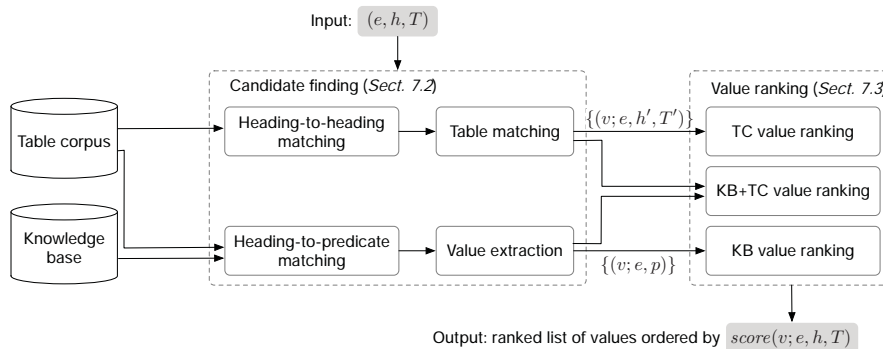 Input: (e, h, T)
Candidate finding (Sect. 7.2)
Value ranking (Sect. 7.3)
Table corpus
Heading-to-heading
matching
Table matching
{(v; e, h′, T′)}
TC value ranking
KB+TC value ranking
Knowledge
base
Heading-to-predicate
matching
Value extraction
{(v; e, p)}
KB value ranking
Output: ranked list of values ordered by score(v; e, h, T)